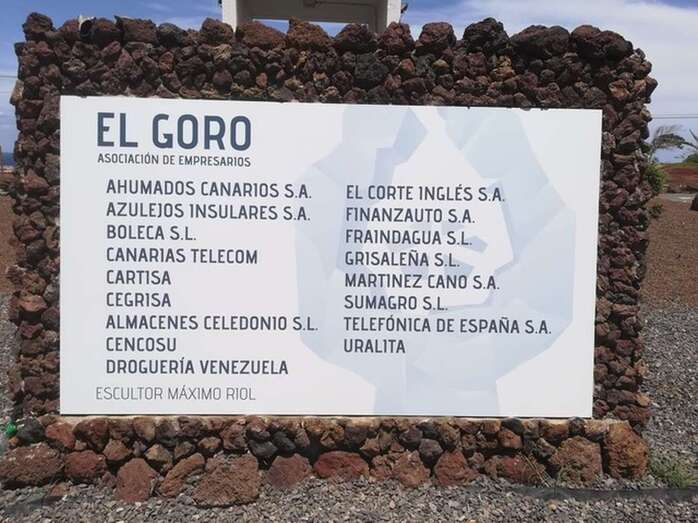 EL GORO
ASOCIACIÓN DE EMPRESARIOS
AHUMADOS CANARIOS S.A.
AZULEJOS INSULARES S.A.
BOLECA S.L.
CANARIAS TELECOM
CARTISA
CEGRISA
ALMACENES CELEDONIO S.L.
CENCOSU
DROGUERÍA VENEZUELA
EL CORTE INGLÉS S.A.
FINANZAUTO S.A.
FRAINDAGUA S.L.
GRISALEÑA S.L.
MARTINEZ CANO S.A.
SUMAGRO S.L.
TELEFÓNICA DE ESPAÑA S.A.
URALITA
ESCULTOR MÁXIMO RIOL